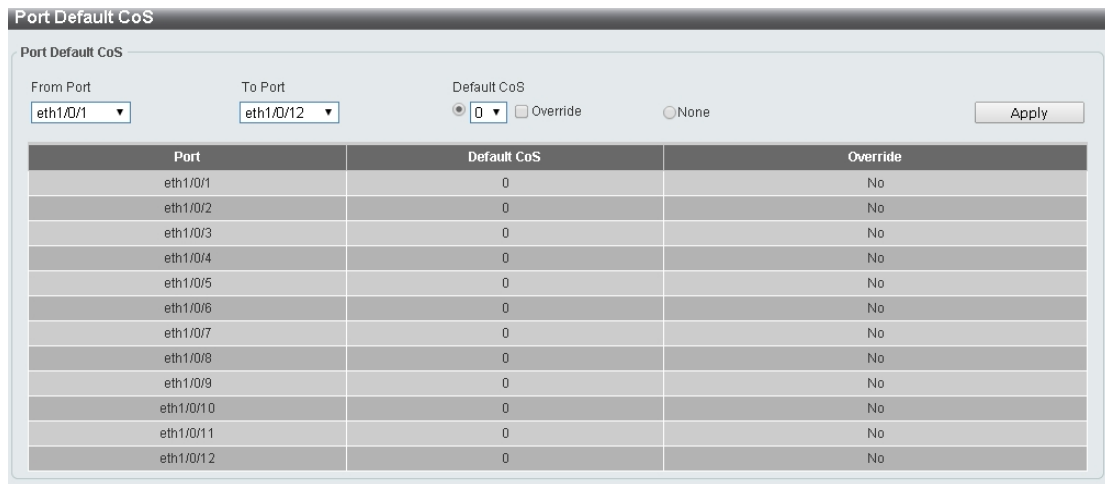 Port Default CoS
Port Default CoS
From Port To Port Default CoS
eth1/0/1 eth1/0/12 0 Override None Apply
Port Default CoS Override
eth1/0/1 0 No
eth1/0/2 0 No
eth1/0/3 0 No
eth1/0/4 0 No
eth1/0/5 0 No
eth1/0/6 0 No
eth1/0/7 0 No
eth1/0/8 0 No
eth1/0/9 0 No
eth1/0/10 0 No
eth1/0/11 0 No
eth1/0/12 0 No